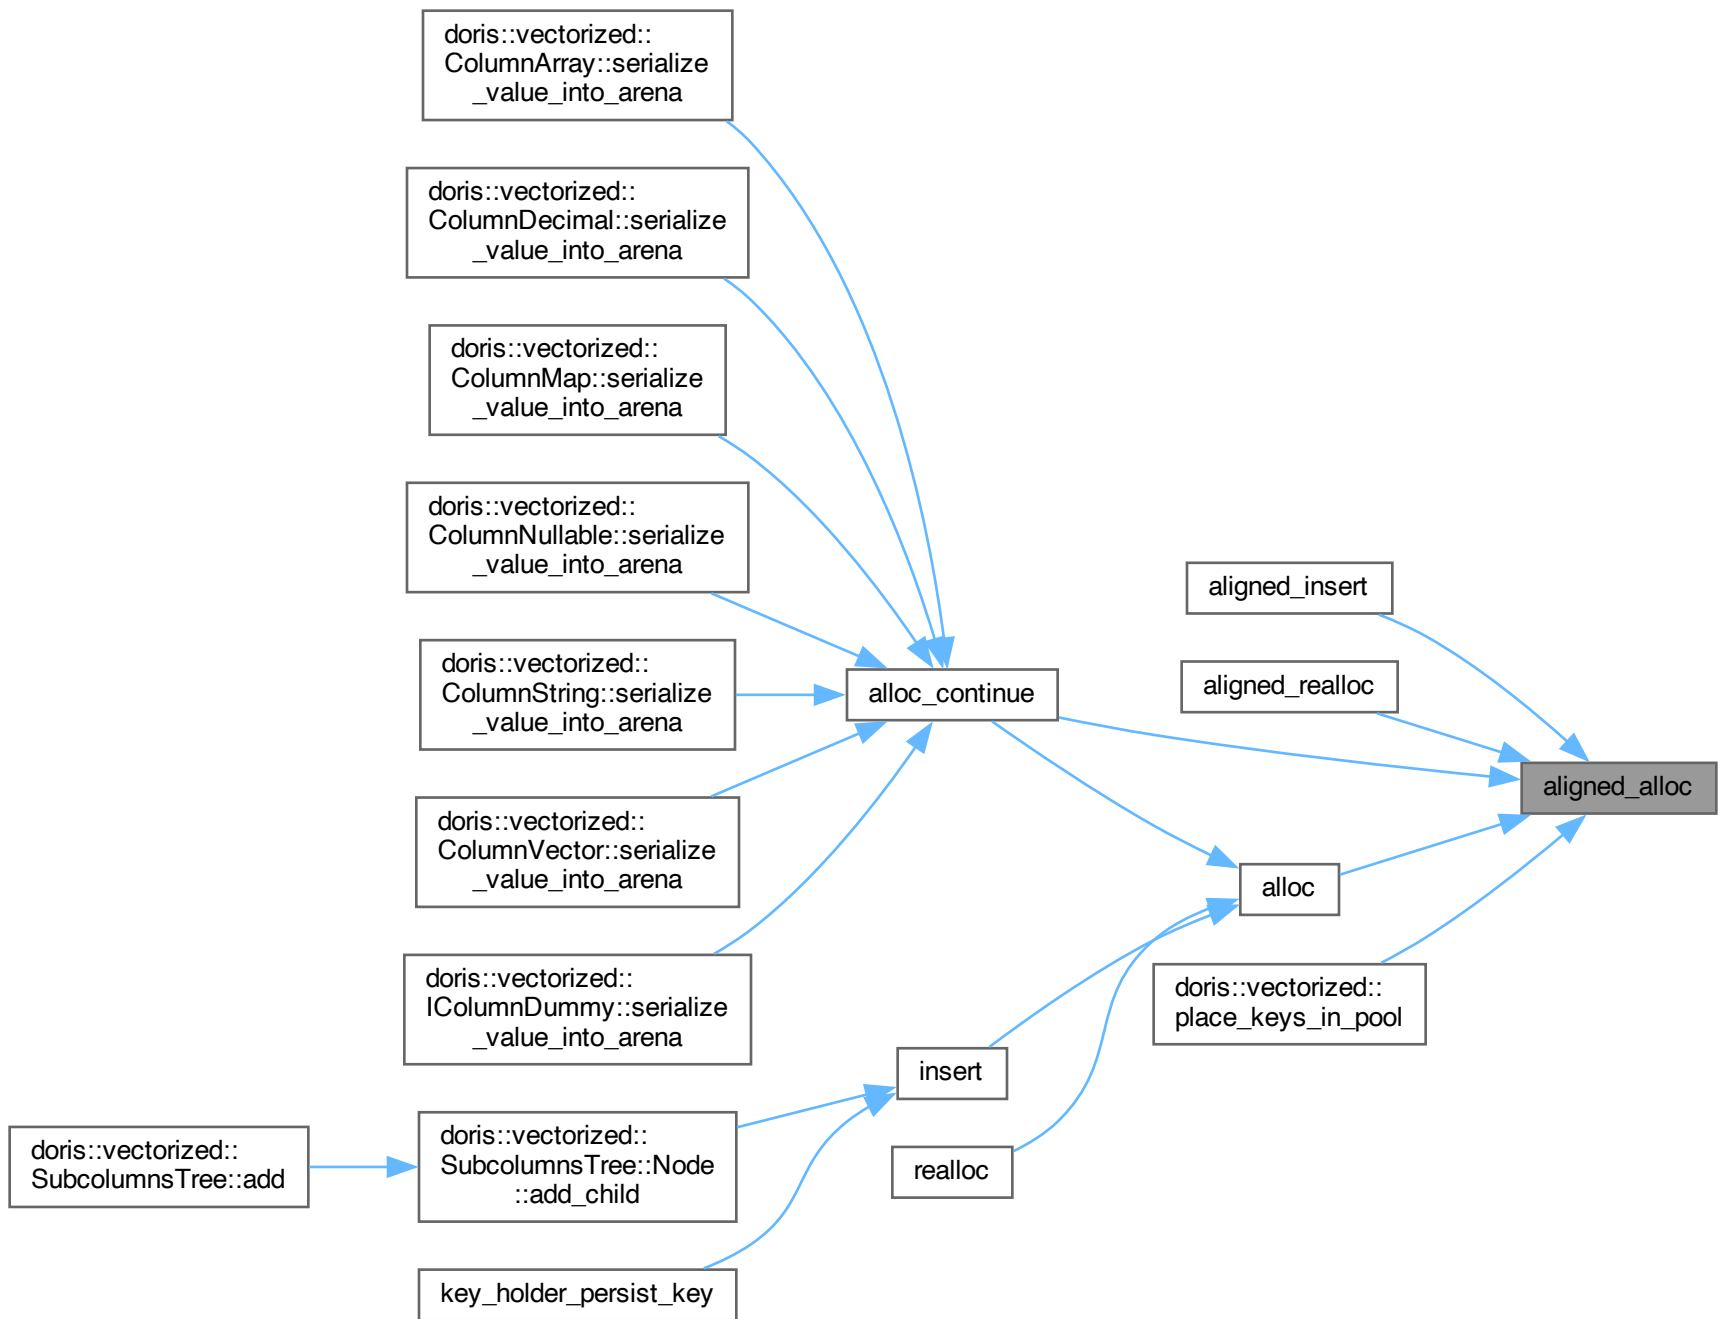 doris::vectorized::
ColumnArray::serialize
_value_into_arena
doris::vectorized::
ColumnDecimal::serialize
_value_into_arena
doris::vectorized::
ColumnMap::serialize
_value_into_arena
doris::vectorized::
ColumnNullable::serialize
_value_into_arena
doris::vectorized::
ColumnString::serialize
_value_into_arena
doris::vectorized::
ColumnVector::serialize
_value_into_arena
doris::vectorized::
IColumnDummy::serialize
_value_into_arena
doris::vectorized::
SubcolumnsTree::add
doris::vectorized::
SubcolumnsTree::Node
::add_child
key_holder_persist_key
alloc_continue
insert
realloc
aligned_insert
aligned_realloc
alloc
doris::vectorized::
place_keys_in_pool
aligned_alloc